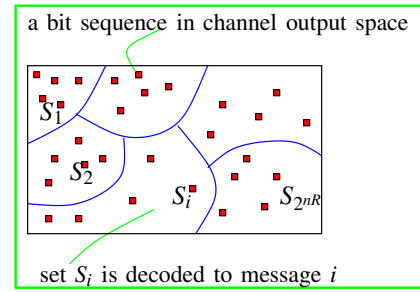 a bit sequence in channel output space
S₁
S₂
Sᵢ
S₂ₙᴿ
set Sᵢ is decoded to message i